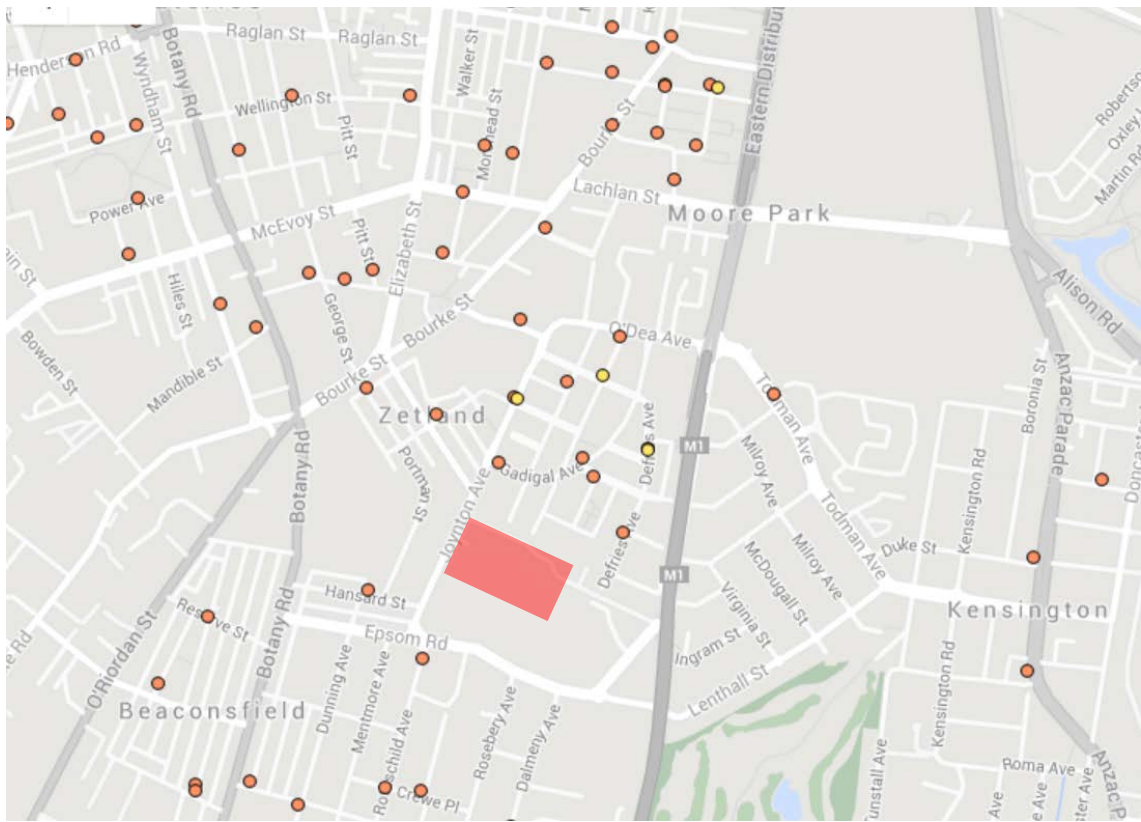 Raglan St
Raglan St
Henderson Rd
Botany Rd
Wyndham St
Walker St
Wellington St
Pitt St
Morehead St
Bourke St
Eastern Distribut
Robertso
Oxley
Martin Rd
Lachlan St
Moore Park
Power Ave
McEvoy St
Pitt St
Elizabeth St
Hiles St
George St
Bourke St
O'Dea Ave
Alison Rd
Bowden St
Mandible St
Bourke St
Zetland
Todman Ave
Boronia St
Anzac Parade
Doncas
Botany Rd
Portman St
Gadigal Ave
Defries Ave
M1
Milroy Ave
Kensington Rd
Joynton Ave
Todman Ave
Duke St
Defries Ave
M1
McDougall St
Milroy Ave
Virginia St
Kensington
Hansard St
Reserve St
Botany Rd
Epsom Rd
O'Riordan St
Ingram St
Lenthall St
Kensington Rd
Beaconsfield
Dunning Ave
Mentmore Ave
Rosebery Ave
Dalmeny Ave
Crewe Pl
Tunstall Ave
Roma Ave
Anzac P